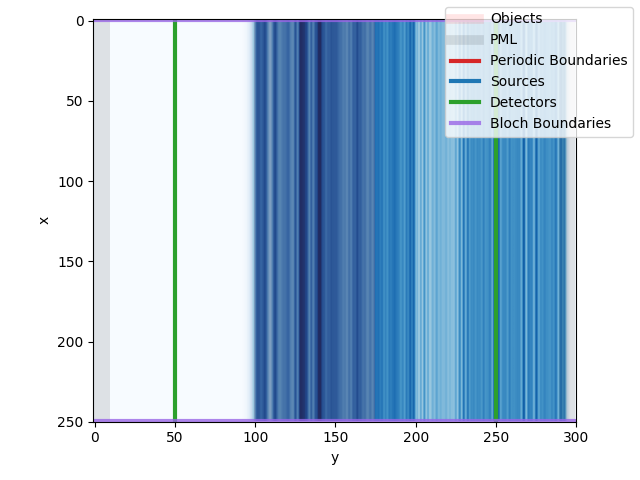 Objects
PML
Periodic Boundaries
Sources
Detectors
Bloch Boundaries
0
50
100
150
200
250
x
0 50 100 150 200 250 300
y